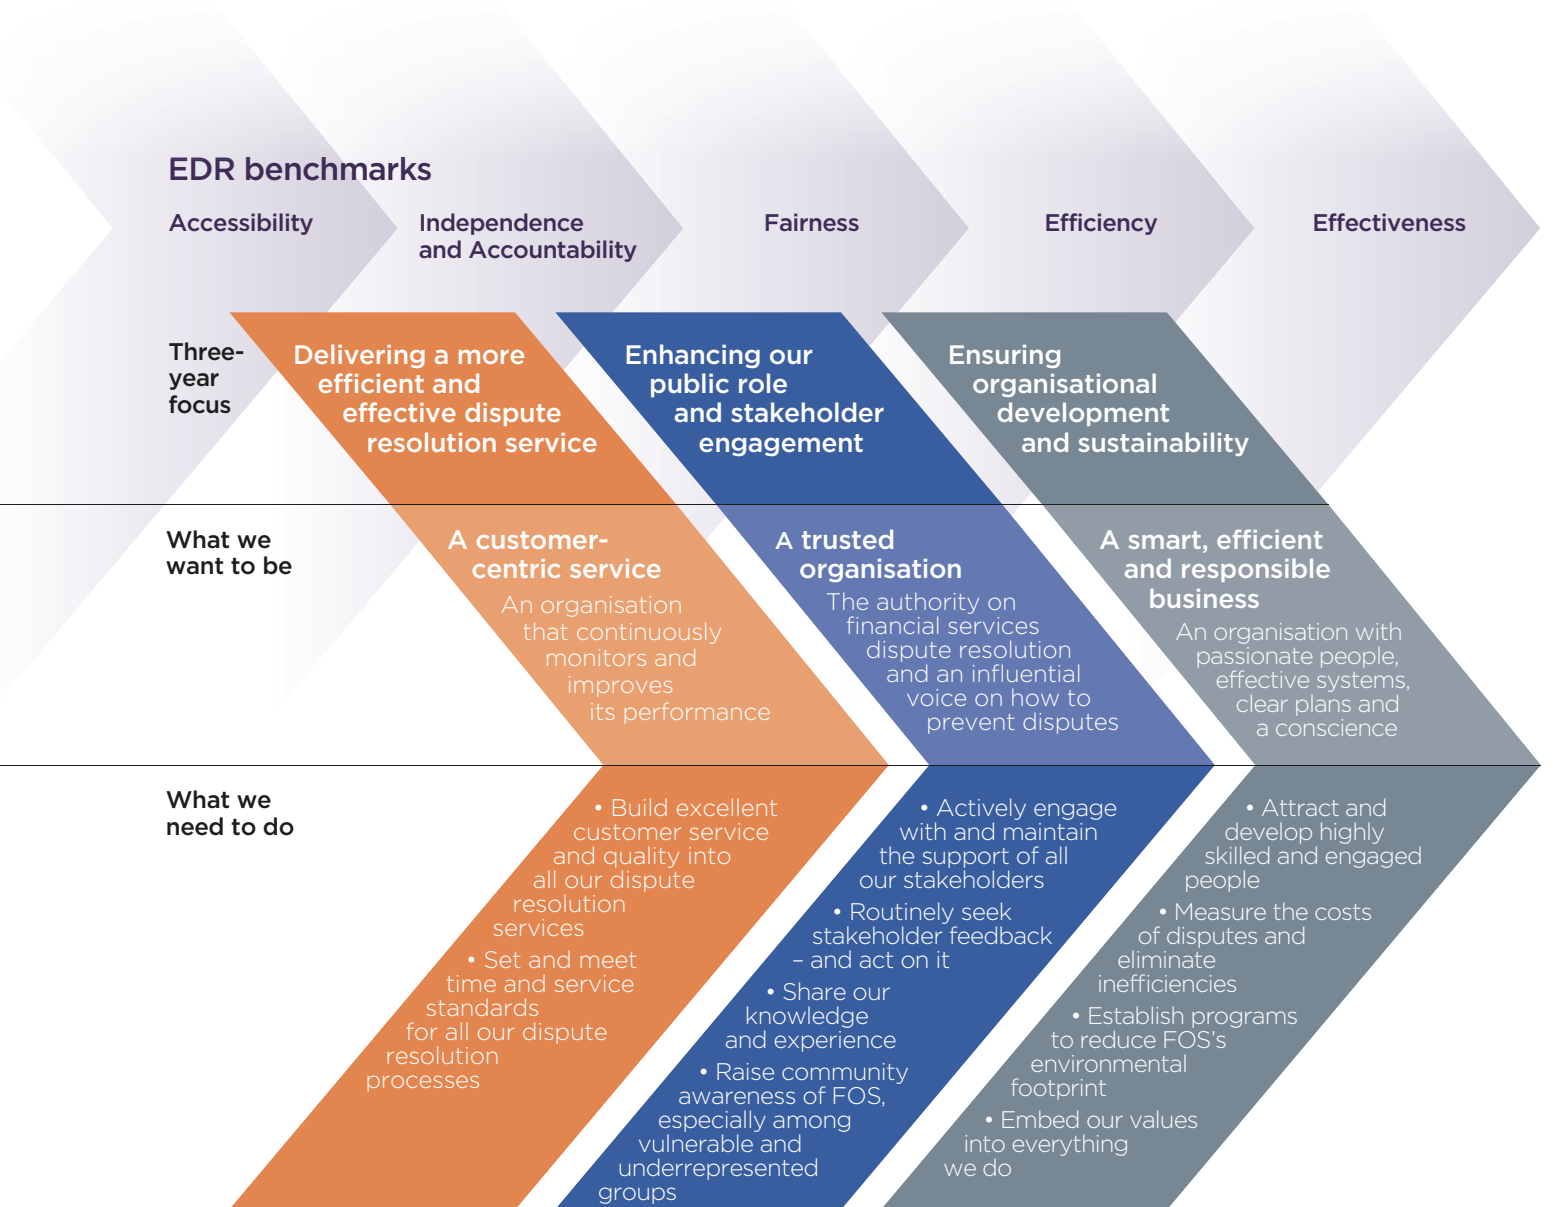 EDR benchmarks
Accessibility
Independence
and Accountability
Fairness
Efficiency
Effectiveness
Three-
year
focus
Delivering a more
efficient and
effective dispute
resolution service
Enhancing our
public role
and stakeholder
engagement
Ensuring
organisational
development
and sustainability
What we
want to be
A customer-
centric service
An organisation
that continuously
monitors and
improves
its performance
A trusted
organisation
The authority on
financial services
dispute resolution
and an influential
voice on how to
prevent disputes
A smart, efficient
and responsible
business
An organisation with
passionate people,
effective systems,
clear plans and
a conscience
What we
need to do
• Build excellent
customer service
and quality into
all our dispute
resolution
services
• Set and meet
time and service
standards
for all our dispute
resolution
processes
• Actively engage
with and maintain
the support of all
our stakeholders
• Routinely seek
stakeholder feedback
– and act on it
• Share our
knowledge
and experience
• Raise community
awareness of FOS,
especially among
vulnerable and
underrepresented
groups
• Attract and
develop highly
skilled and engaged
people
• Measure the costs
of disputes and
eliminate
inefficiencies
• Establish programs
to reduce FOS's
environmental
footprint
• Embed our values
into everything
we do